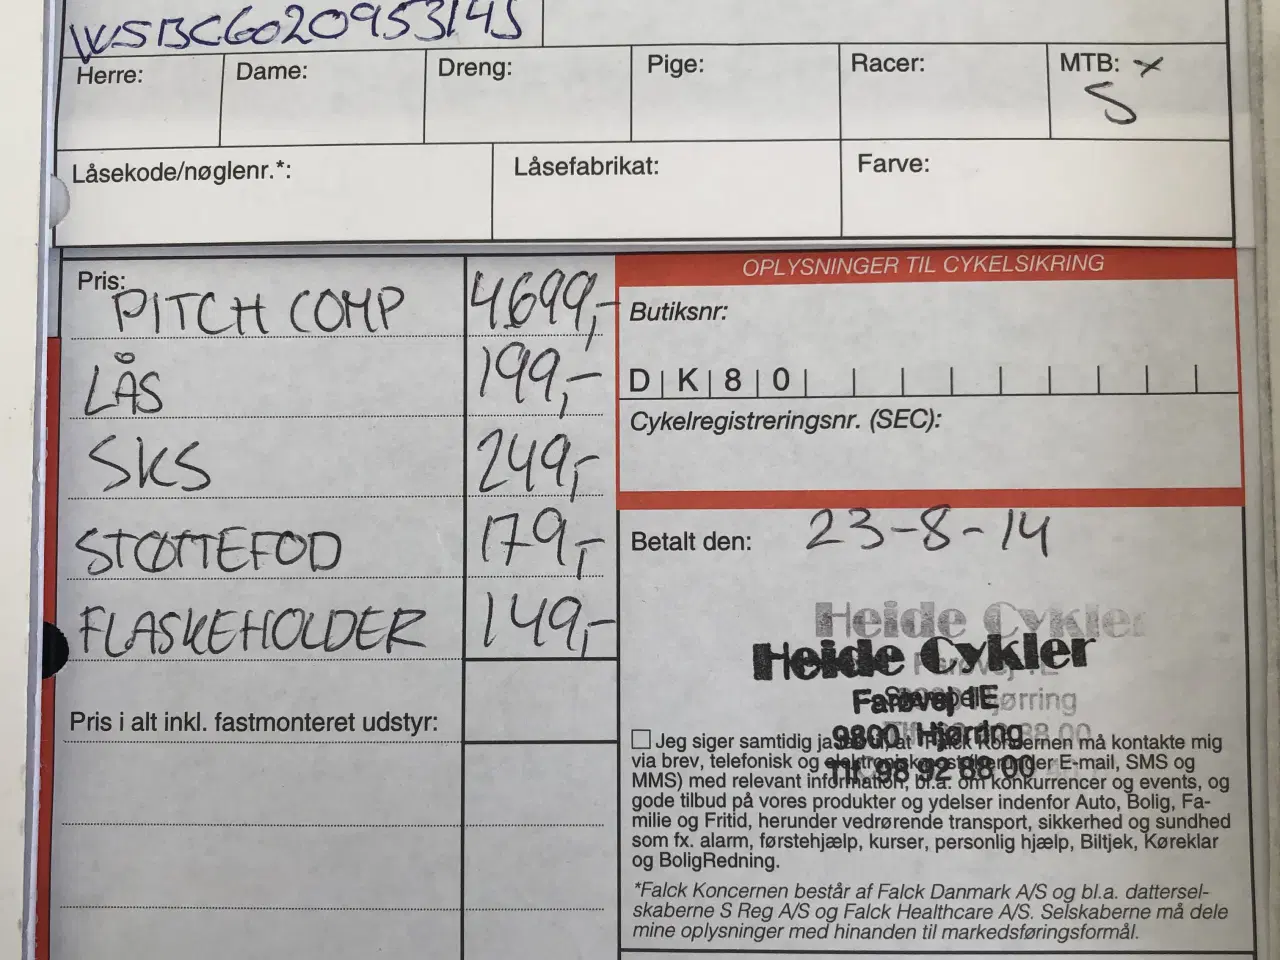 WSBC602095314S
Herre: Dame: Dreng: Pige: Racer: MTB: x
S
Låsekode/nøglenr.*: Låsefabrikat: Farve:
Pris:
PITCH COMP 4699,-
LÅS 199,-
SKS 249,-
STØTTEFOD 179,-
FLASKEHOLDER 149,-
Pris i alt inkl. fastmonteret udstyr:
OPLYSNINGER TIL CYKELSIKRING
Butiksnr:
D K 8 0
Cykelregistreringsnr. (SEC):
Betalt den: 23-8-14
Heide Cykler
Heide Cykler
1E
9800 Hjørring
Tlf. 98 92 88 00
Jeg siger samtidig ja at Falck Koncernen må kontakte mig
via brev, telefonisk og elektronisk under E-mail, SMS og
MMS) med relevant information, bl.a. om konkurrencer og events, og
gode tilbud på vores produkter og ydelser indenfor Auto, Bolig, Fa-
milie og Fritid, herunder vedrørende transport, sikkerhed og sundhed
som fx. alarm, førstehjælp, kurser, personlig hjælp, Biltjek, Køreklar
og BoligRedning.
*Falck Koncernen består af Falck Danmark A/S og bl.a. dattersel-
skaberne S Reg A/S og Falck Healthcare A/S. Selskaberne må dele
mine oplysninger med hinanden til markedsføringsformål.